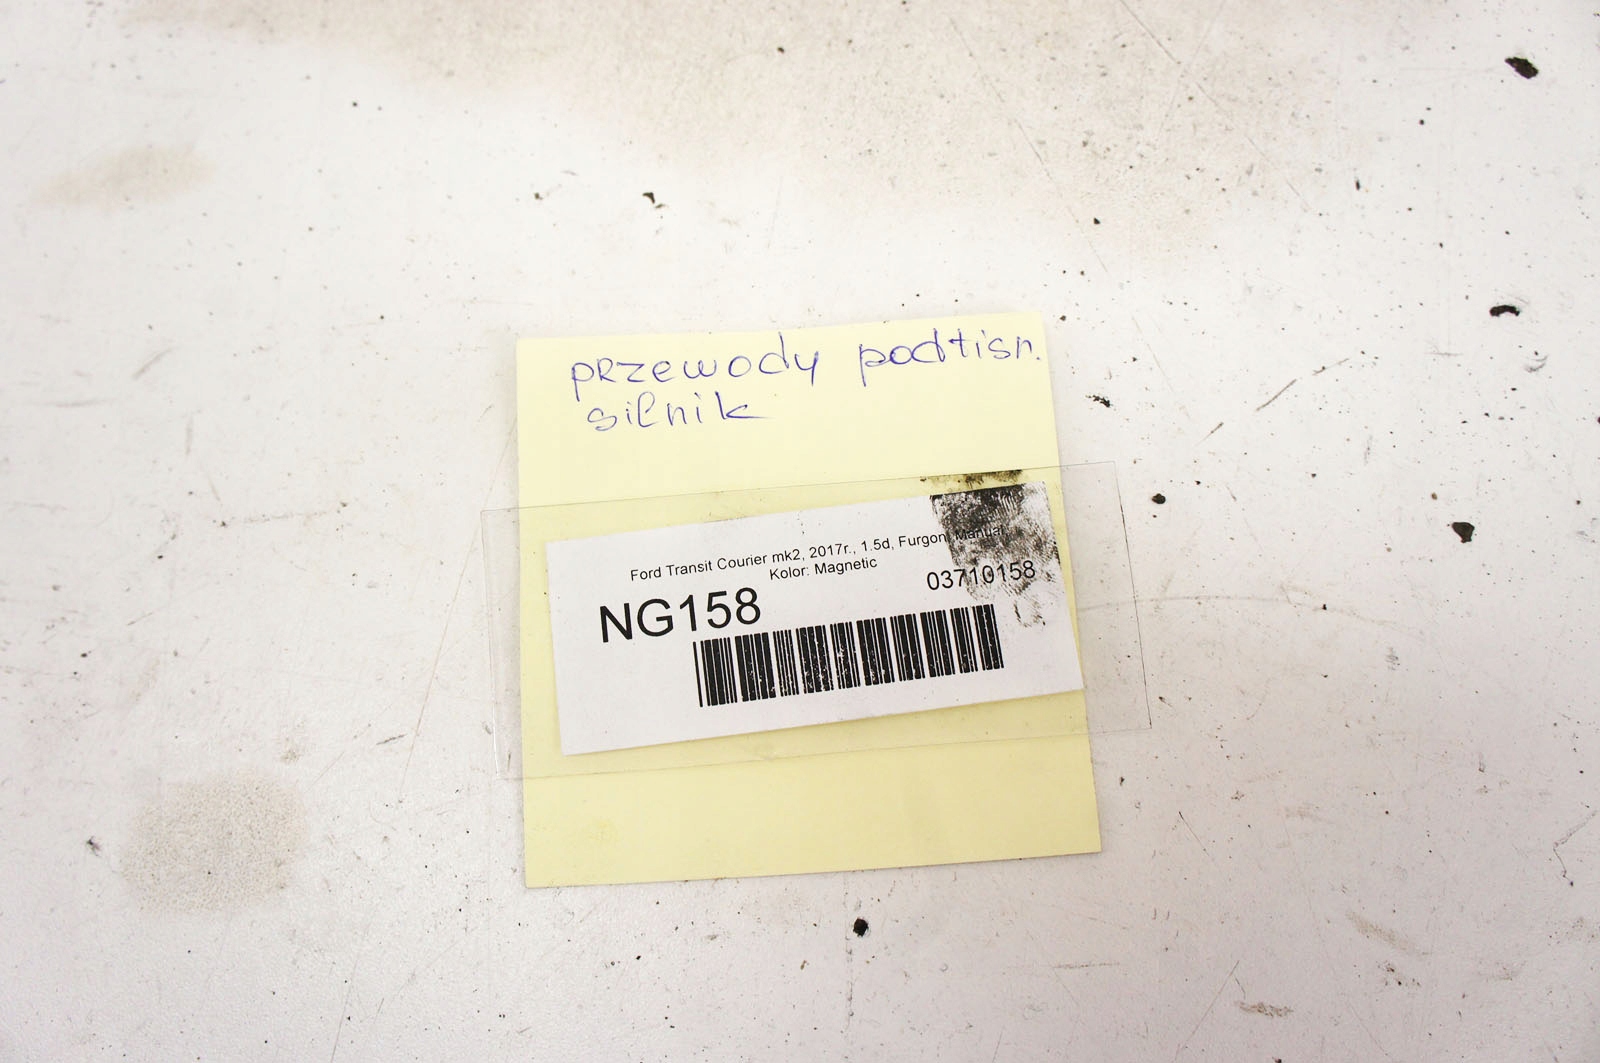 przewody podtisn.
silnik
Ford Transit Courier mk2, 2017r., 1.5d, Furgon, Manual,
Kolor: Magnetic
NG158
03710158